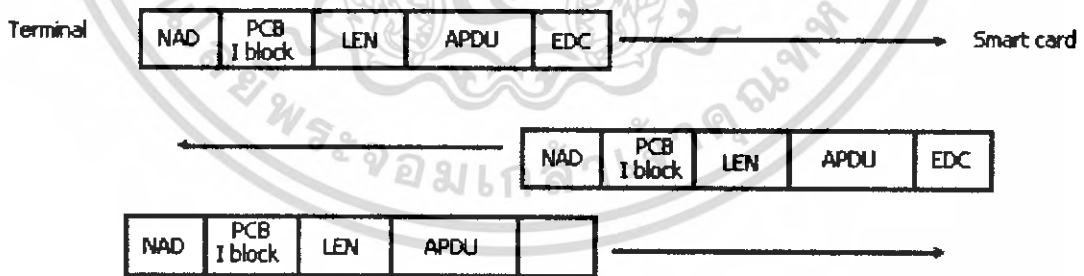 Terminal NAD PCB I block LEN APDU EDC Smart card
NAD PCB I block LEN APDU EDC
NAD PCB I block LEN APDU